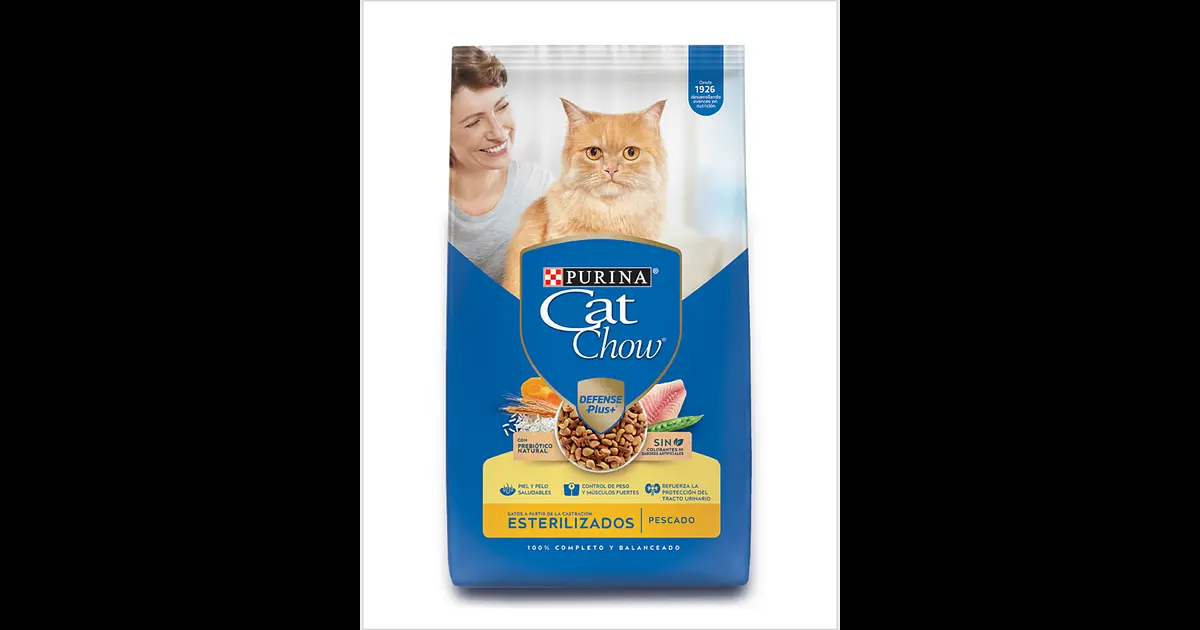 Desde
1926
desarrollando
avances en
nutrición
PURINA®
Cat
Chow®
DEFENSE
Plus+
CON
PREBIÓTICO
NATURAL
SIN
COLORANTES NI
SABORES ARTIFICIALES
PIEL Y PELO
SALUDABLES
CONTROL DE PESO
Y MÚSCULOS FUERTES
REFUERZA LA
PROTECCIÓN DEL
TRACTO URINARIO
GATOS A PARTIR DE LA CASTRACIÓN
ESTERILIZADOS
PESCADO
100% COMPLETO Y BALANCEADO